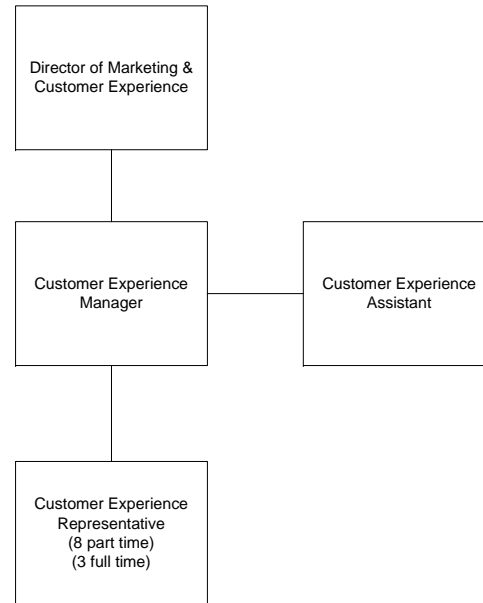 Director of Marketing &
Customer Experience
Customer Experience
Manager
Customer Experience
Assistant
Customer Experience
Representative
(8 part time)
(3 full time)